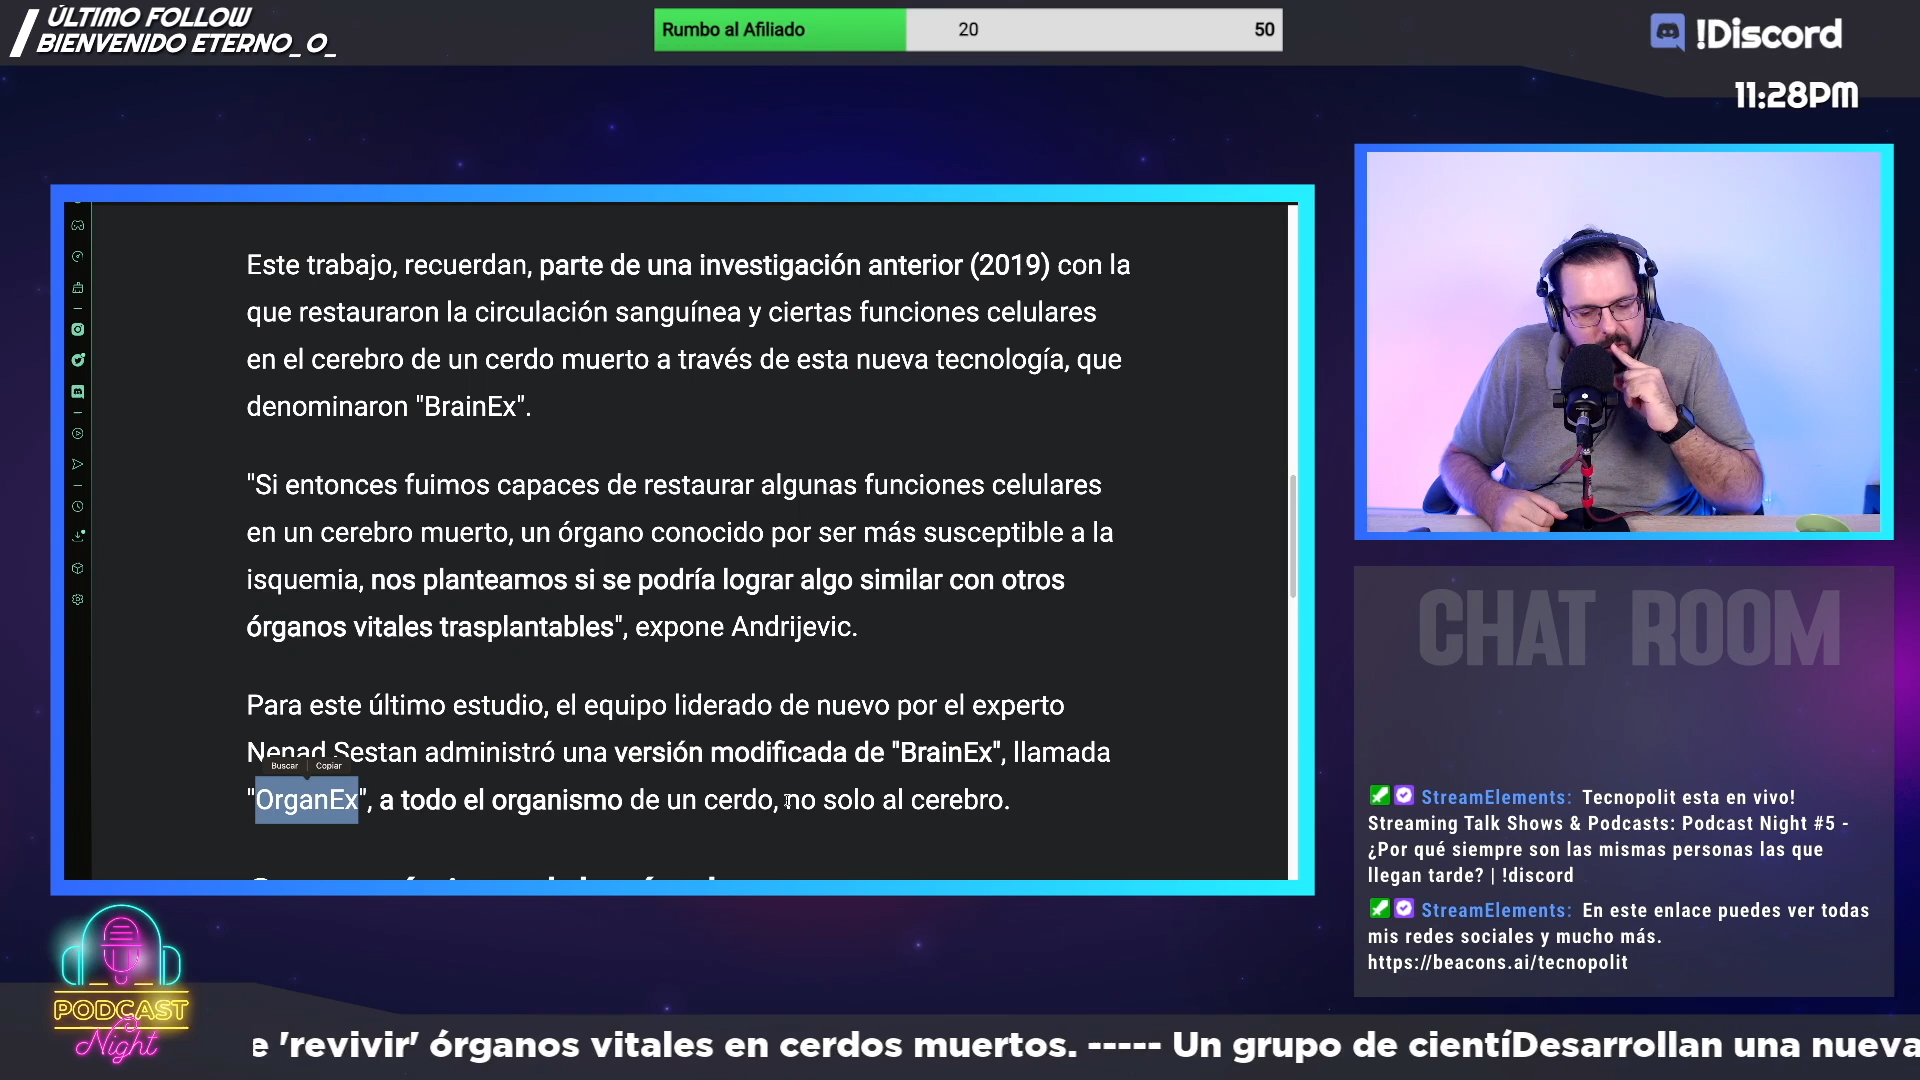 ÚLTIMO FOLLOW
BIENVENIDO ETERNO_O_
Rumbo al Afiliado 20 50
!Discord
11:28PM
Este trabajo, recuerdan, parte de una investigación anterior (2019) con la
que restauraron la circulación sanguínea y ciertas funciones celulares
en el cerebro de un cerdo muerto a través de esta nueva tecnología, que
denominaron "BrainEx".
"Si entonces fuimos capaces de restaurar algunas funciones celulares
en un cerebro muerto, un órgano conocido por ser más susceptible a la
isquemia, nos planteamos si se podría lograr algo similar con otros
órganos vitales trasplantables", expone Andrijevic.
Para este último estudio, el equipo liderado de nuevo por el experto
Nenad Sestan administró una versión modificada de "BrainEx", llamada
Buscar Copiar
"OrganEx", a todo el organismo de un cerdo, no solo al cerebro.
CHAT ROOM
StreamElements: Tecnopolit esta en vivo!
Streaming Talk Shows & Podcasts: Podcast Night #5 -
¿Por qué siempre son las mismas personas las que
llegan tarde? | !discord
StreamElements: En este enlace puedes ver todas
mis redes sociales y mucho más.
https://beacons.ai/tecnopolit
PODCAST
Night
e 'revivir' órganos vitales en cerdos muertos. ----- Un grupo de cientíDesarrollan una nueva